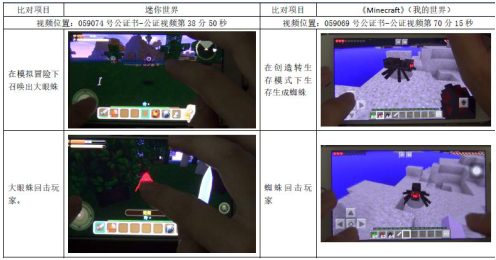 比对项目 迷你世界 比对项目 《Minecraft》(我的世界)
视频位置：059074号公证书-公证视频第38分50秒 视频位置：059069号公证书-公证视频第70分15秒
在模拟冒险下
召唤出大眼蛛
在创造转生
存模式下生
存生成蜘蛛
大眼蛛回击玩
家。
蜘蛛回击玩
家